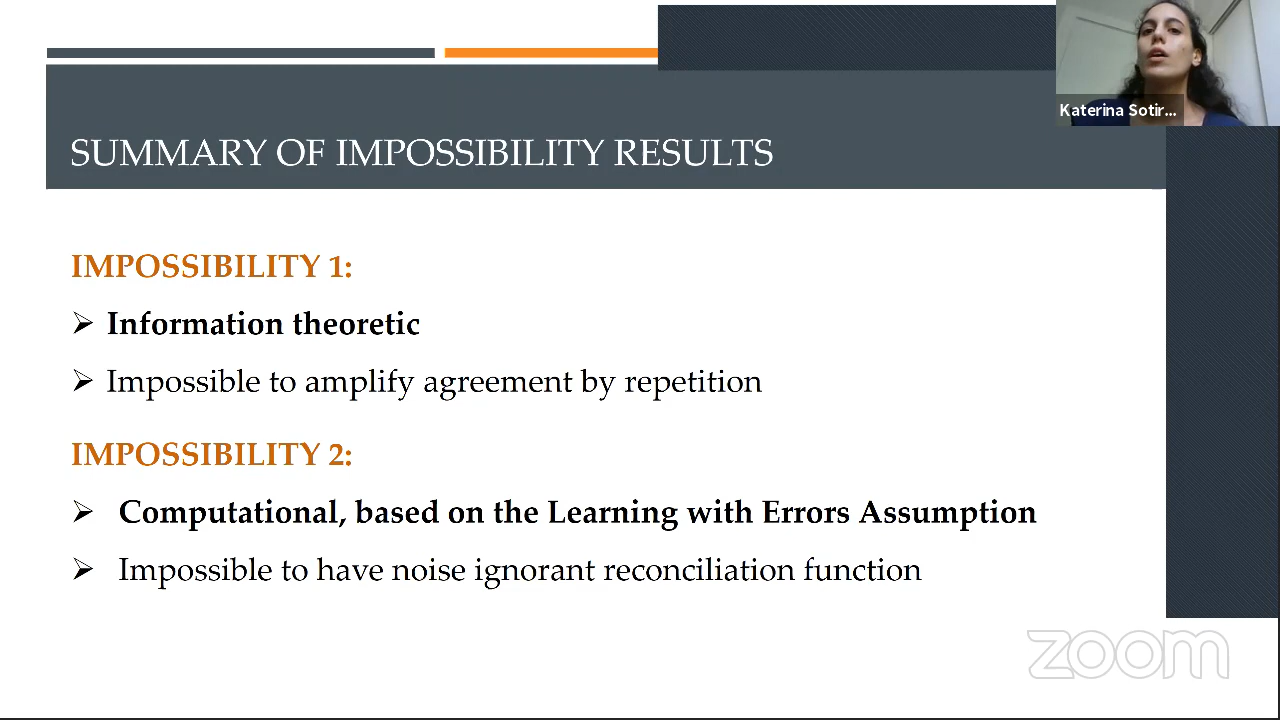 Katerina Sotir...
SUMMARY OF IMPOSSIBILITY RESULTS
IMPOSSIBILITY 1:
➢ Information theoretic
➢ Impossible to amplify agreement by repetition
IMPOSSIBILITY 2:
➢ Computational, based on the Learning with Errors Assumption
➢ Impossible to have noise ignorant reconciliation function
zoom